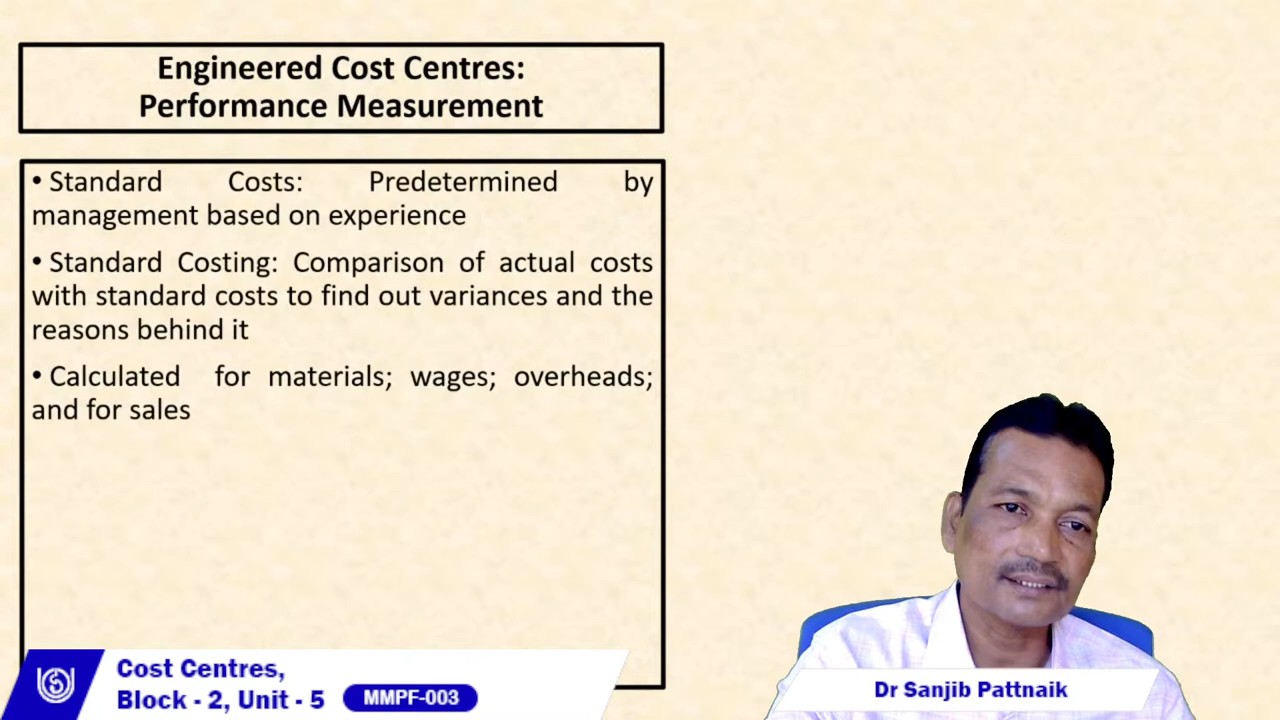 Engineered Cost Centres:
Performance Measurement
• Standard Costs: Predetermined by
management based on experience
• Standard Costing: Comparison of actual costs
with standard costs to find out variances and the
reasons behind it
• Calculated for materials; wages; overheads;
and for sales
Cost Centres,
Block - 2, Unit - 5 MMPF-003
Dr Sanjib Pattnaik